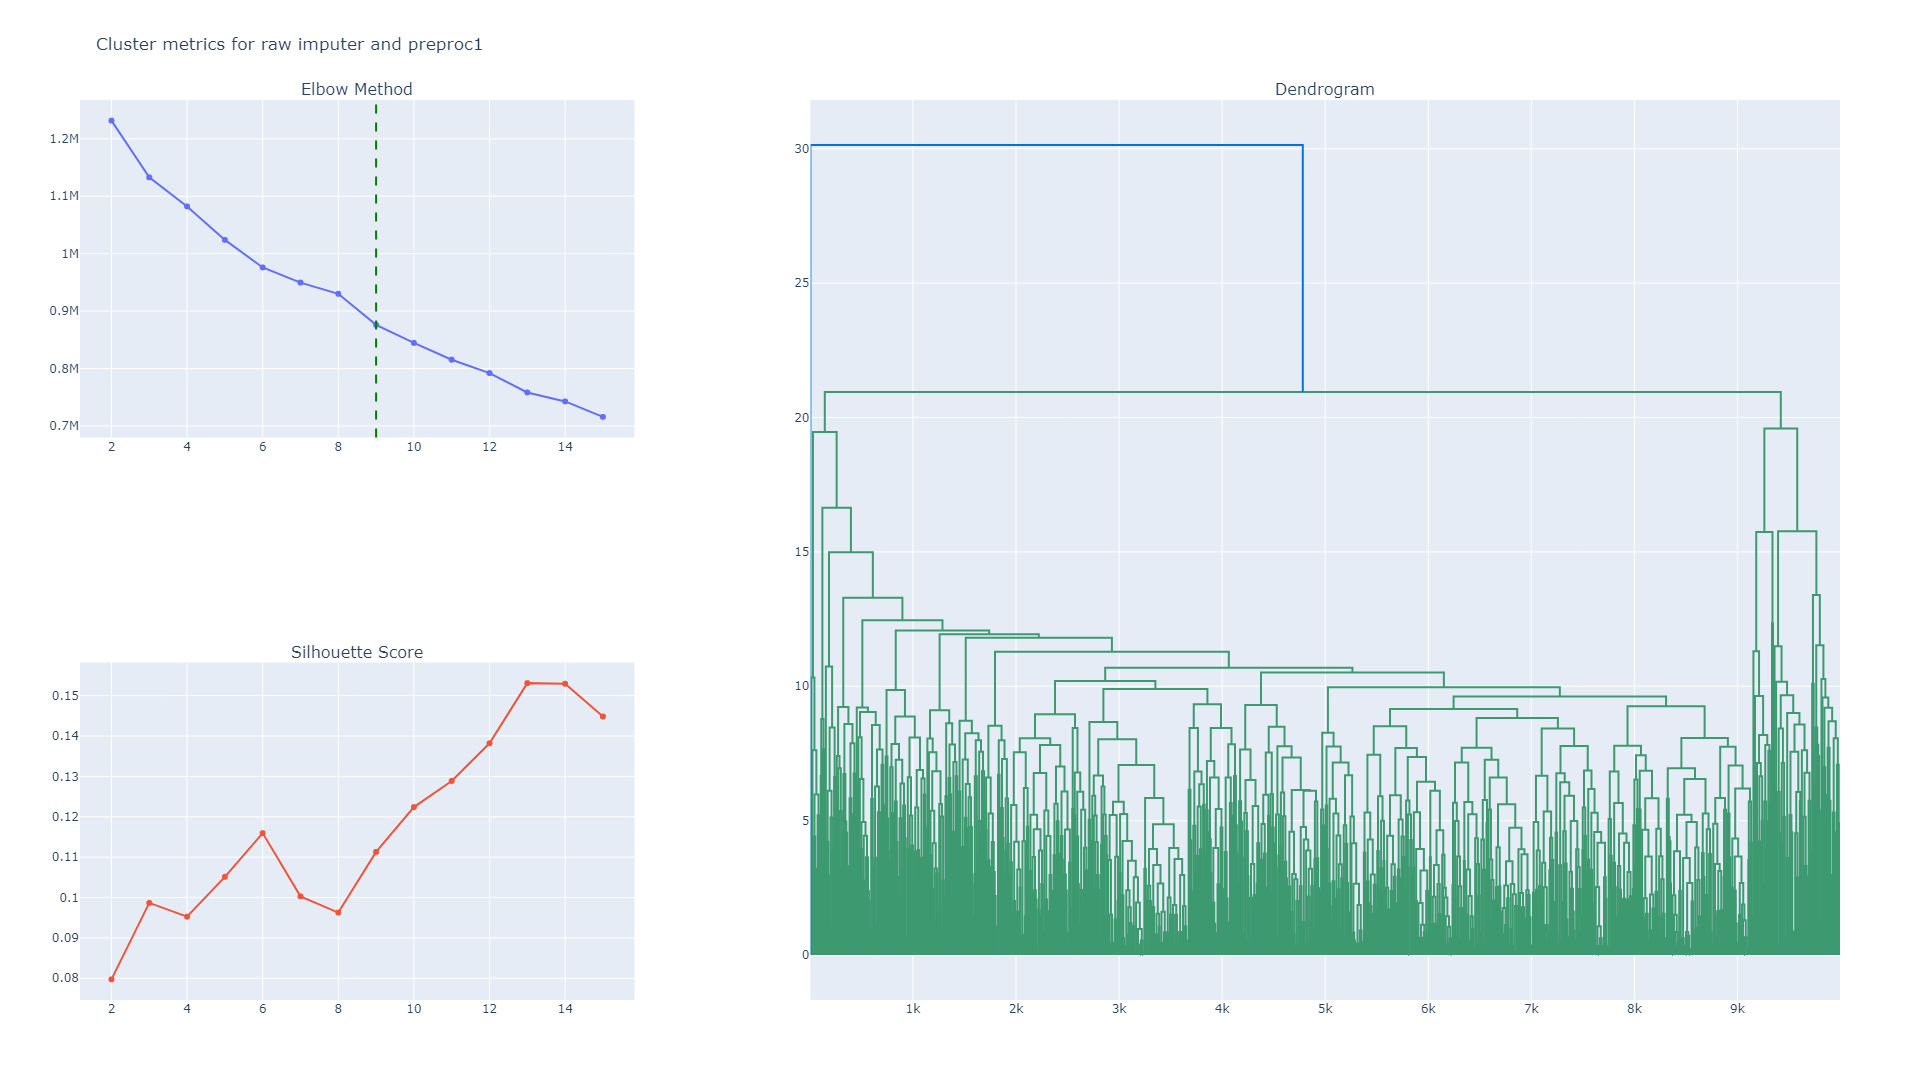 Cluster metrics for raw imputer and preproc1
Elbow Method
1.2M
1.1M
1M
0.9M
0.8M
0.7M
2 4 6 8 10 12 14
Silhouette Score
0.15
0.14
0.13
0.12
0.11
0.1
0.09
0.08
2 4 6 8 10 12 14
Dendrogram
30
25
20
15
10
5
0
1k 2k 3k 4k 5k 6k 7k 8k 9k